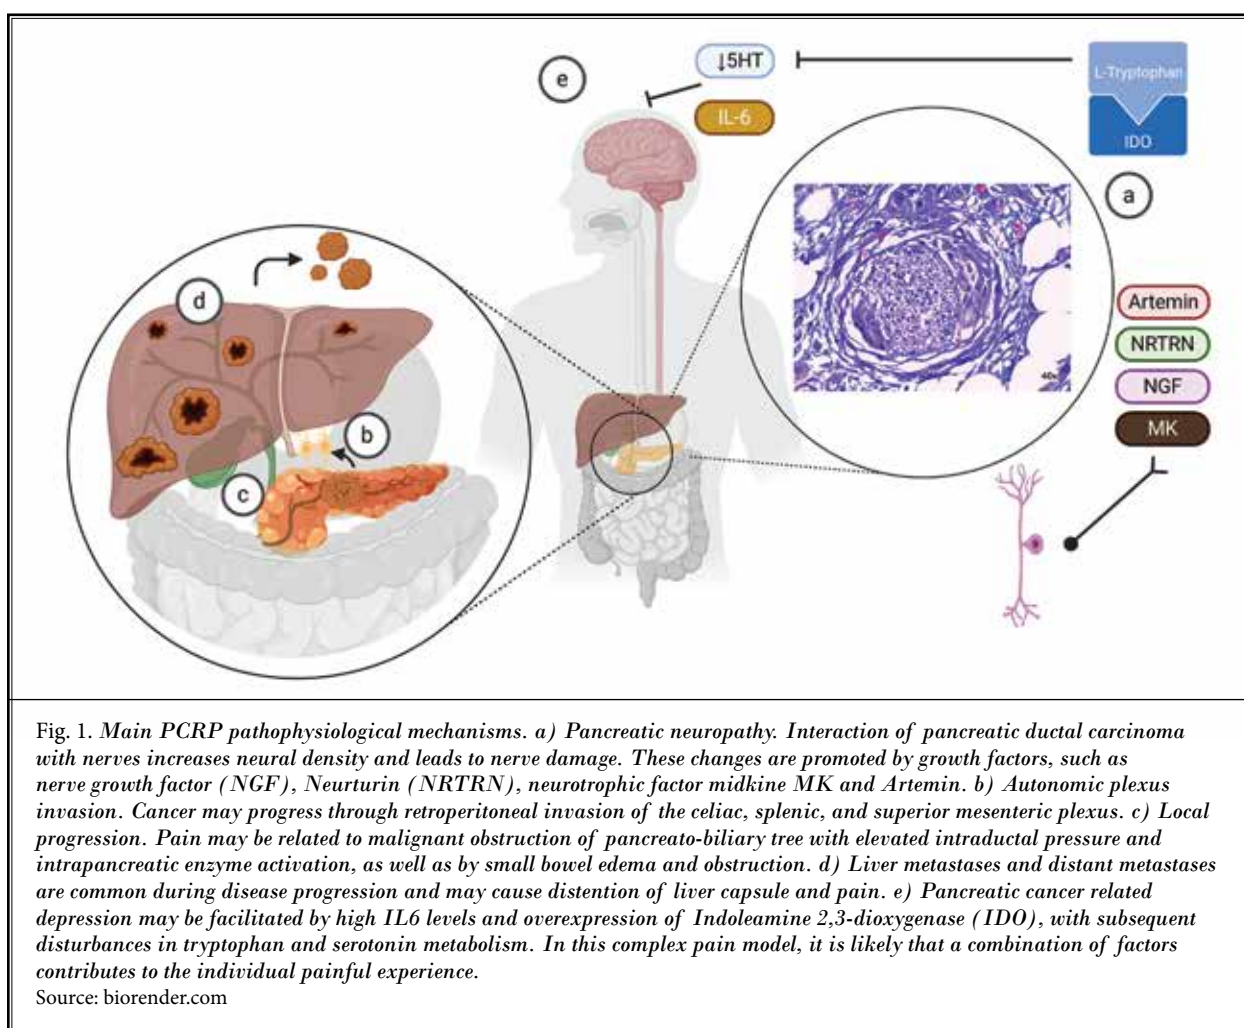 e
↓5HT
IL-6
L-Tryptophan
IDO
a
40x
Artemin
NRTRN
NGF
MK
d
b
c
Fig. 1. Main PCRP pathophysiological mechanisms. a) Pancreatic neuropathy. Interaction of pancreatic ductal carcinoma
with nerves increases neural density and leads to nerve damage. These changes are promoted by growth factors, such as
nerve growth factor (NGF), Neurturin (NRTRN), neurotrophic factor midkine MK and Artemin. b) Autonomic plexus
invasion. Cancer may progress through retroperitoneal invasion of the celiac, splenic, and superior mesenteric plexus. c) Local
progression. Pain may be related to malignant obstruction of pancreato-biliary tree with elevated intraductal pressure and
intrapancreatic enzyme activation, as well as by small bowel edema and obstruction. d) Liver metastases and distant metastases
are common during disease progression and may cause distention of liver capsule and pain. e) Pancreatic cancer related
depression may be facilitated by high IL6 levels and overexpression of Indoleamine 2,3-dioxygenase (IDO), with subsequent
disturbances in tryptophan and serotonin metabolism. In this complex pain model, it is likely that a combination of factors
contributes to the individual painful experience.
Source: biorender.com